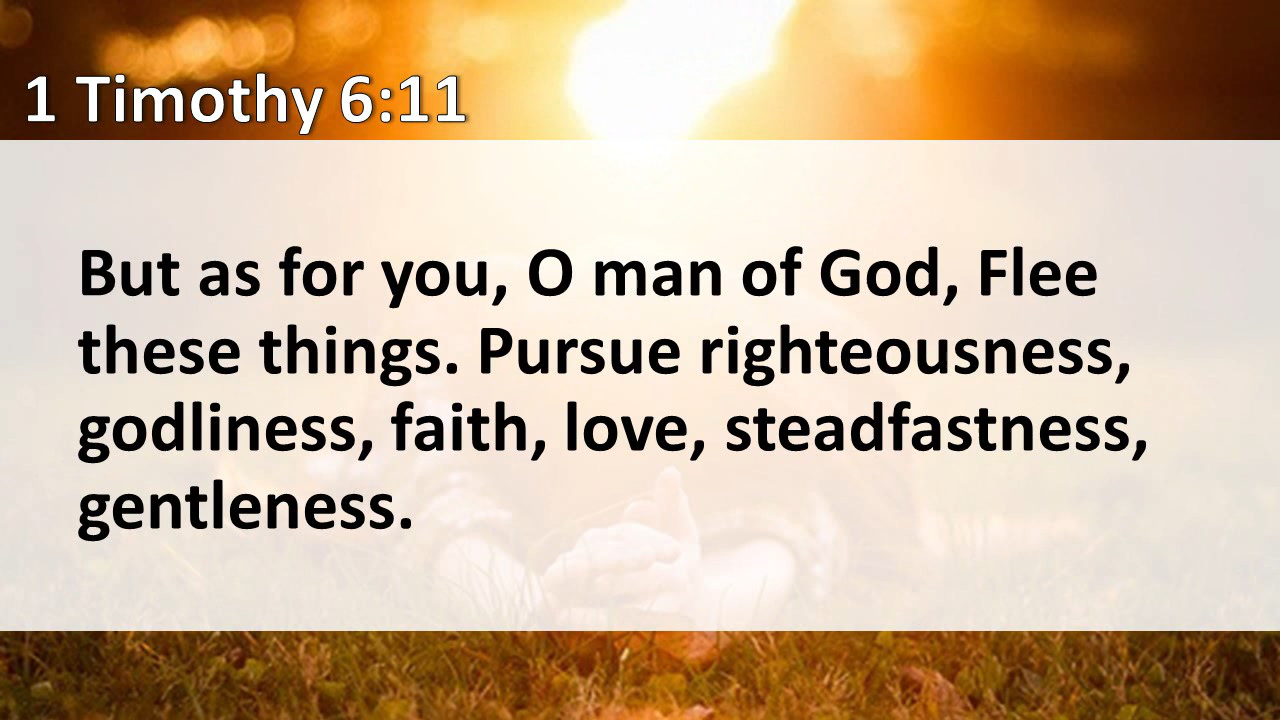 1 Timothy 6:11
But as for you, O man of God, Flee
these things. Pursue righteousness,
godliness, faith, love, steadfastness,
gentleness.